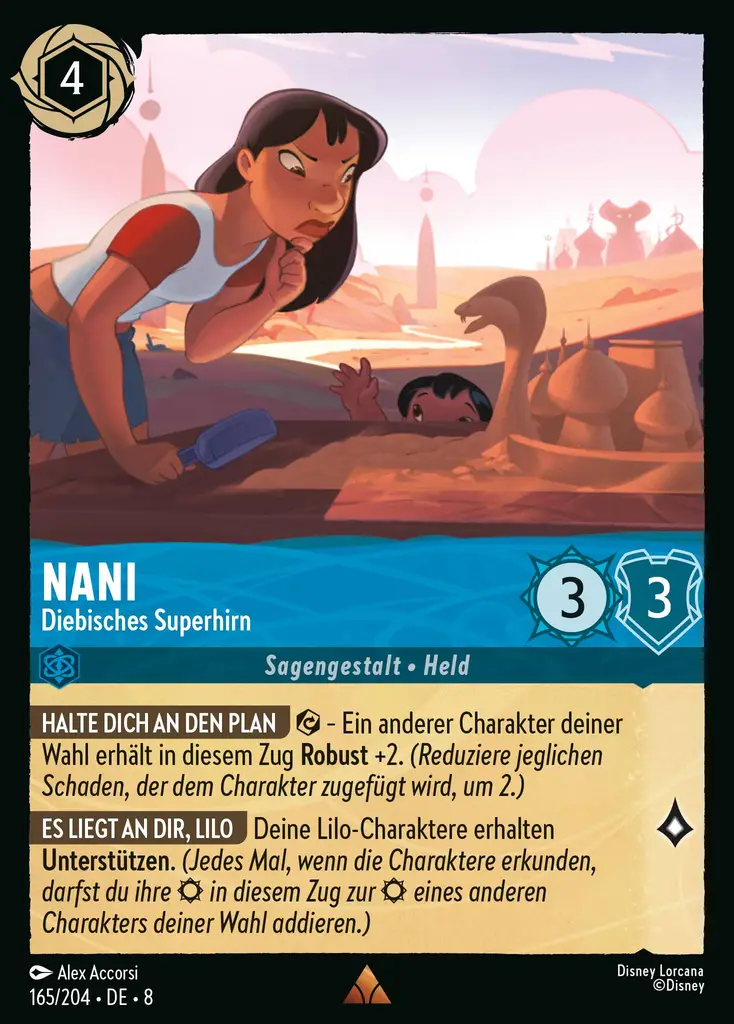 4
NANI
Diebisches Superhirn
3
3
Sagengestalt • Held
HALTE DICH AN DEN PLAN – Ein anderer Charakter deiner
Wahl erhält in diesem Zug Robust +2. (Reduziere jeglichen
Schaden, der dem Charakter zugefügt wird, um 2.)
ES LIEGT AN DIR, LILO Deine Lilo-Charaktere erhalten
Unterstützen. (Jedes Mal, wenn die Charaktere erkunden,
darfst du ihre in diesem Zug zur eines anderen
Charakters deiner Wahl addieren.)
Alex Accorsi
165/204 • DE • 8
Disney Lorcana
©Disney